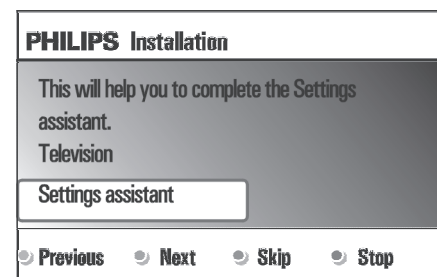 PHILIPS Installation
This will help you to complete the Settings
assistant.
Television
Settings assistant
Previous Next Skip Stop